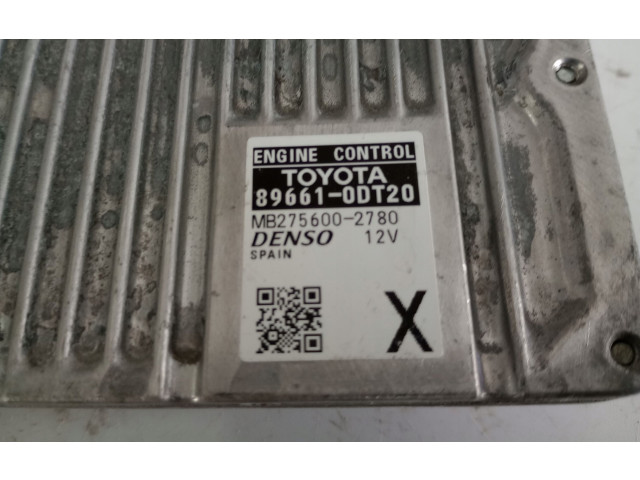 ENGINE CONTROL
TOYOTA
89661-0DT20
MB275600-2780
DENSO 12V
SPAIN
X